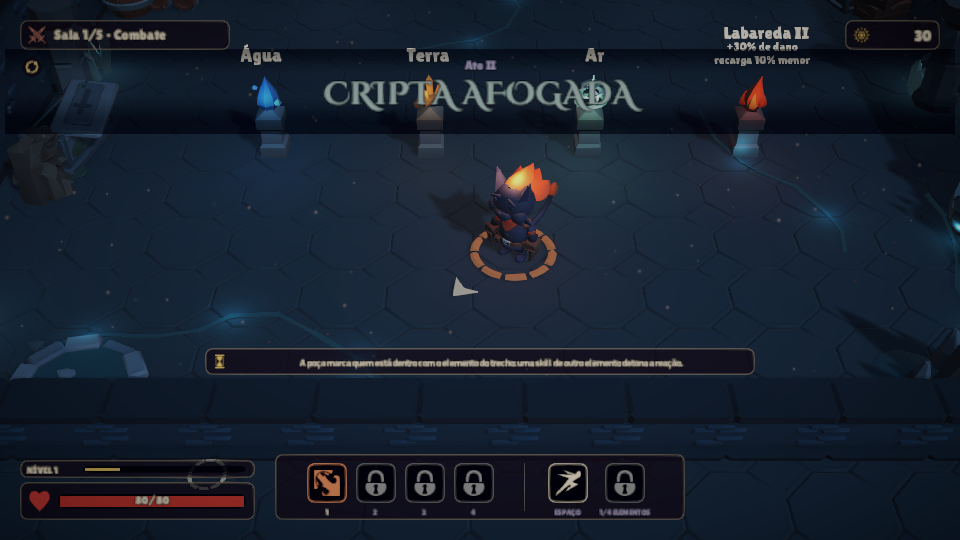 Sala 1/5 - Combate
30
Labareda II
+30% de dano
recarga 10% menor
Água
Terra
Ar
Ato II
CRIPTA AFOGADA
A poça marca quem está dentro com o elemento do trecho; uma skill de outro elemento detona a reação.
NÍVEL 1
80/80
1
2
3
4
ESPAÇO
1/4 ELEMENTOS